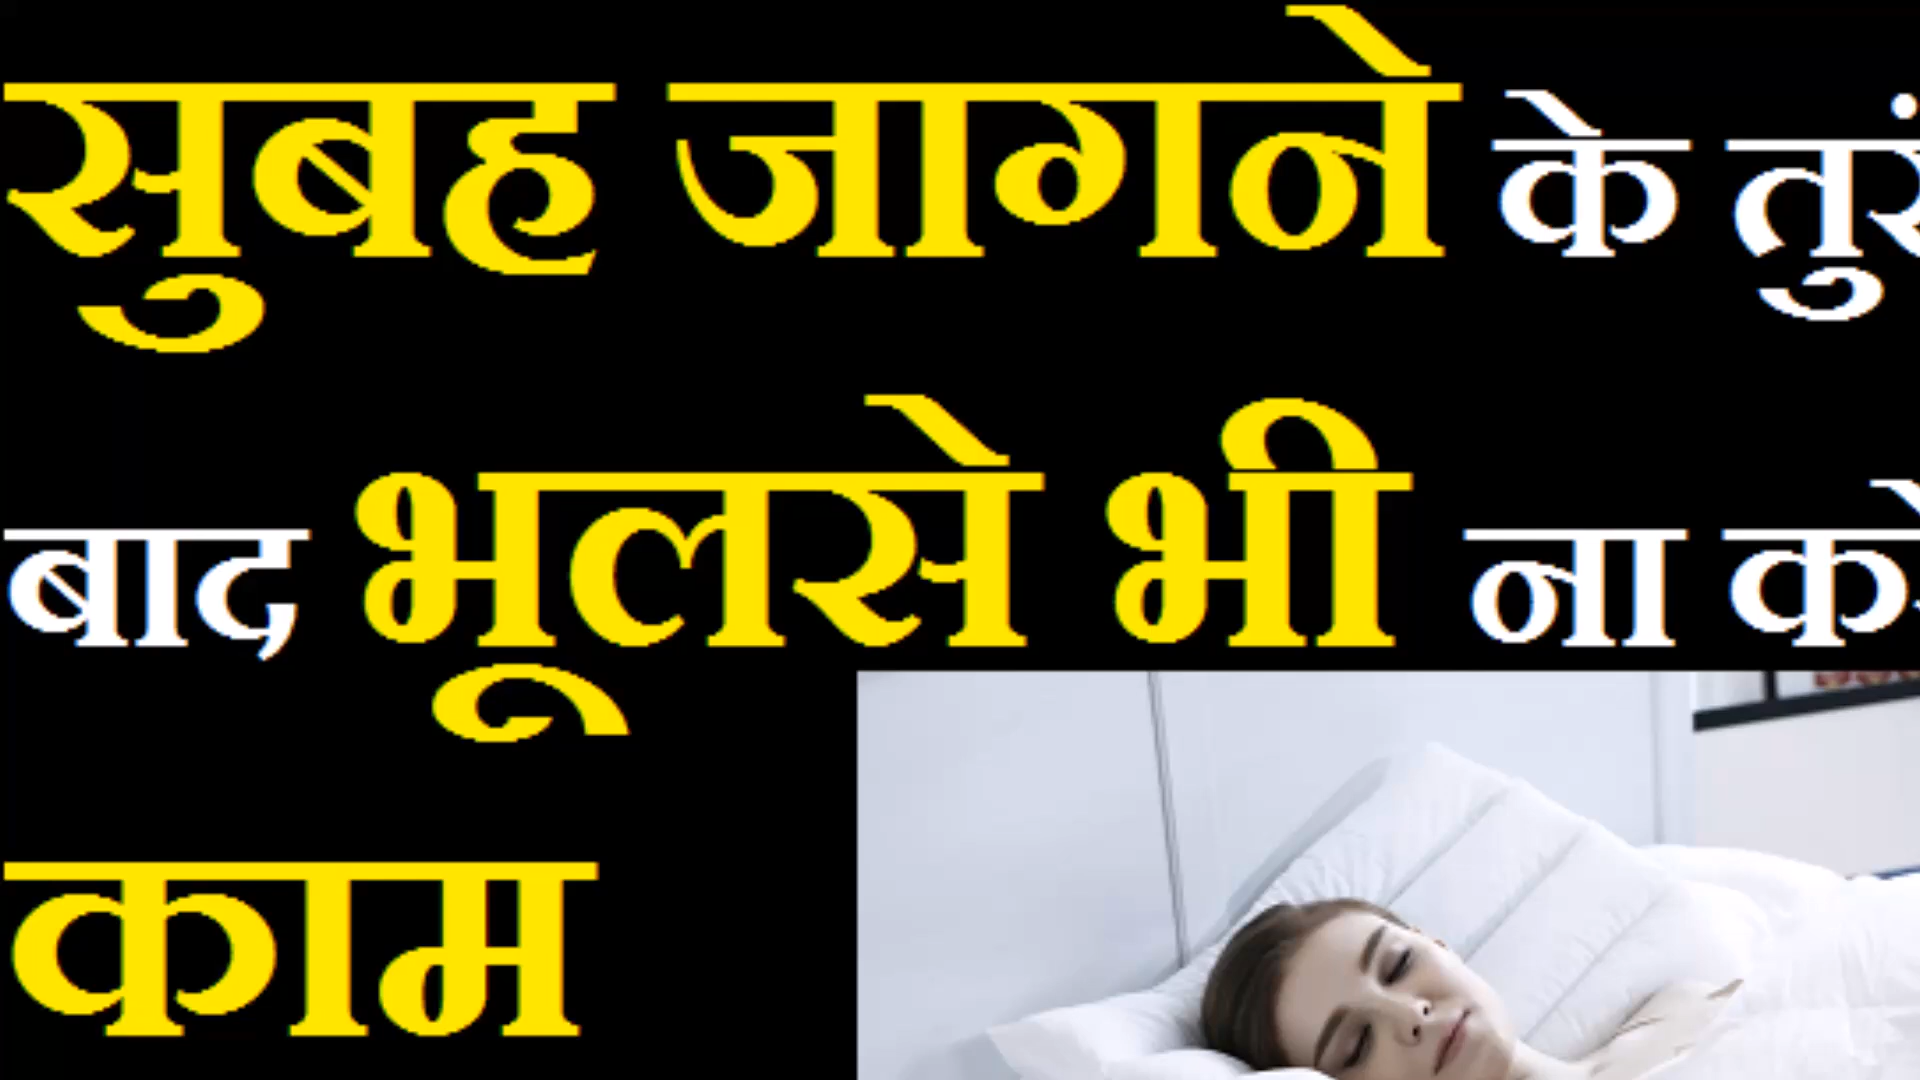 सुबह जागने के
बाद भूलसे भी ना
काम